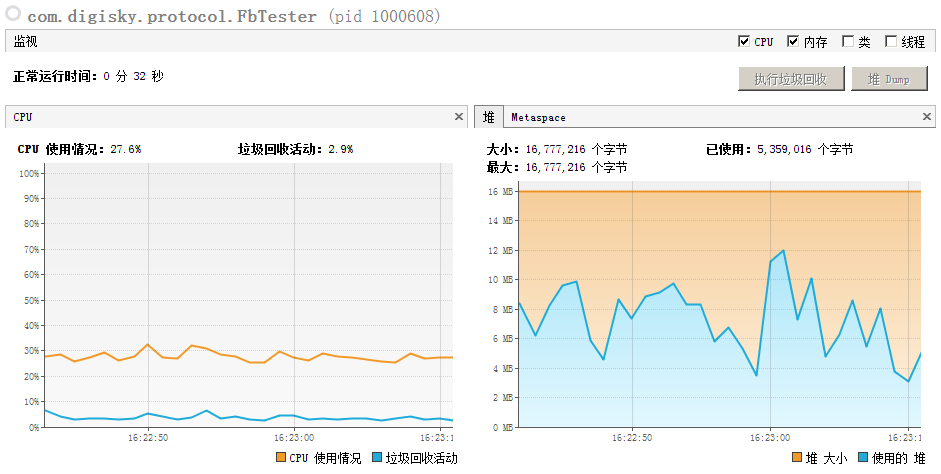 com.digisky.protocol.FbTester (pid 1000608)
监视
CPU 内存 类 线程
正常运行时间: 0 分 32 秒
执行垃圾回收 堆 Dump
CPU
CPU 使用情况: 27.6% 垃圾回收活动: 2.9%
100%
90%
80%
70%
60%
50%
40%
30%
20%
10%
0%
16:22:50 16:23:00 16:23:1
CPU 使用情况 垃圾回收活动
堆 Metaspace
大小: 16,777,216 个字节 已使用: 5,359,016 个字节
最大: 16,777,216 个字节
16 MB
14 MB
12 MB
10 MB
8 MB
6 MB
4 MB
2 MB
0 MB
16:22:50 16:23:00 16:23:1
堆 大小 使用的 堆